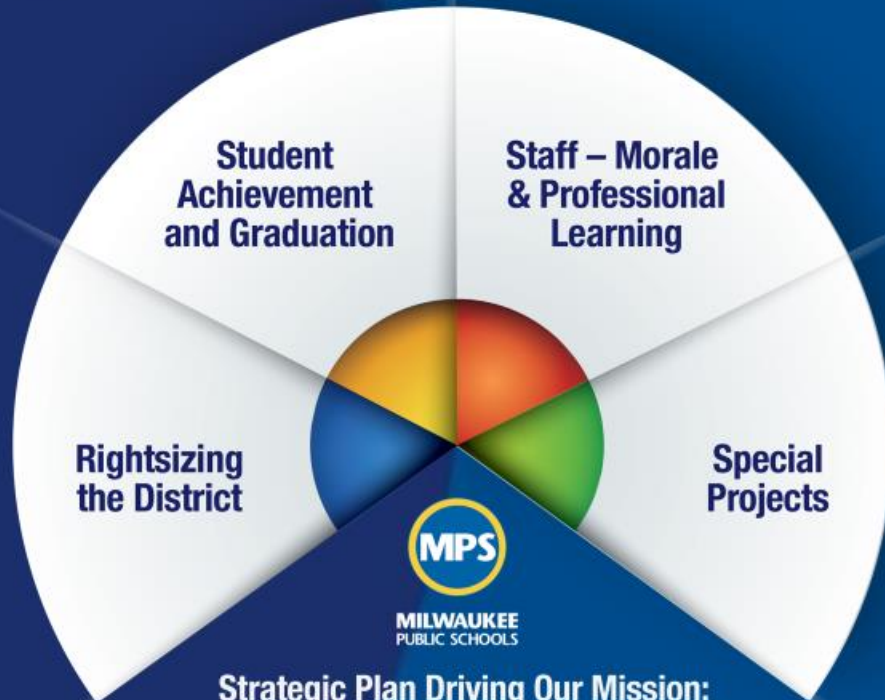 Student
Achievement
and Graduation
Staff – Morale
& Professional
Learning
Rightsizing
the District
Special
Projects
MPS
MILWAUKEE
PUBLIC SCHOOLS
Strategic Plan Driving Our Mission: